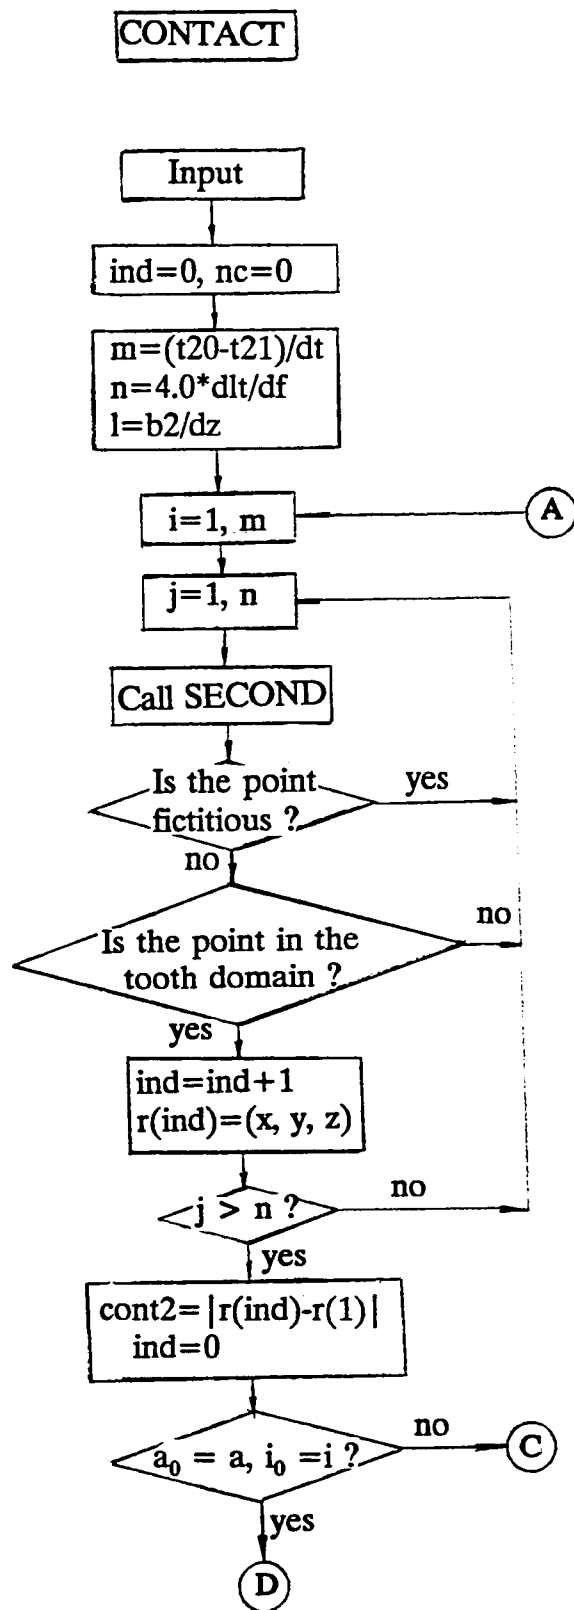 CONTACT
Input
ind=0, nc=0
m=(t20-t21)/dt
n=4.0*dlt/df
l=b2/dz
i=1, m
A
j=1, n
Call SECOND
Is the point
fictitious ?
yes
no
Is the point in the
tooth domain ?
no
yes
ind=ind+1
r(ind)=(x, y, z)
j > n ?
no
yes
cont2=|r(ind)-r(1)|
ind=0
a₀ = a, i₀ =i ?
no
C
yes
D